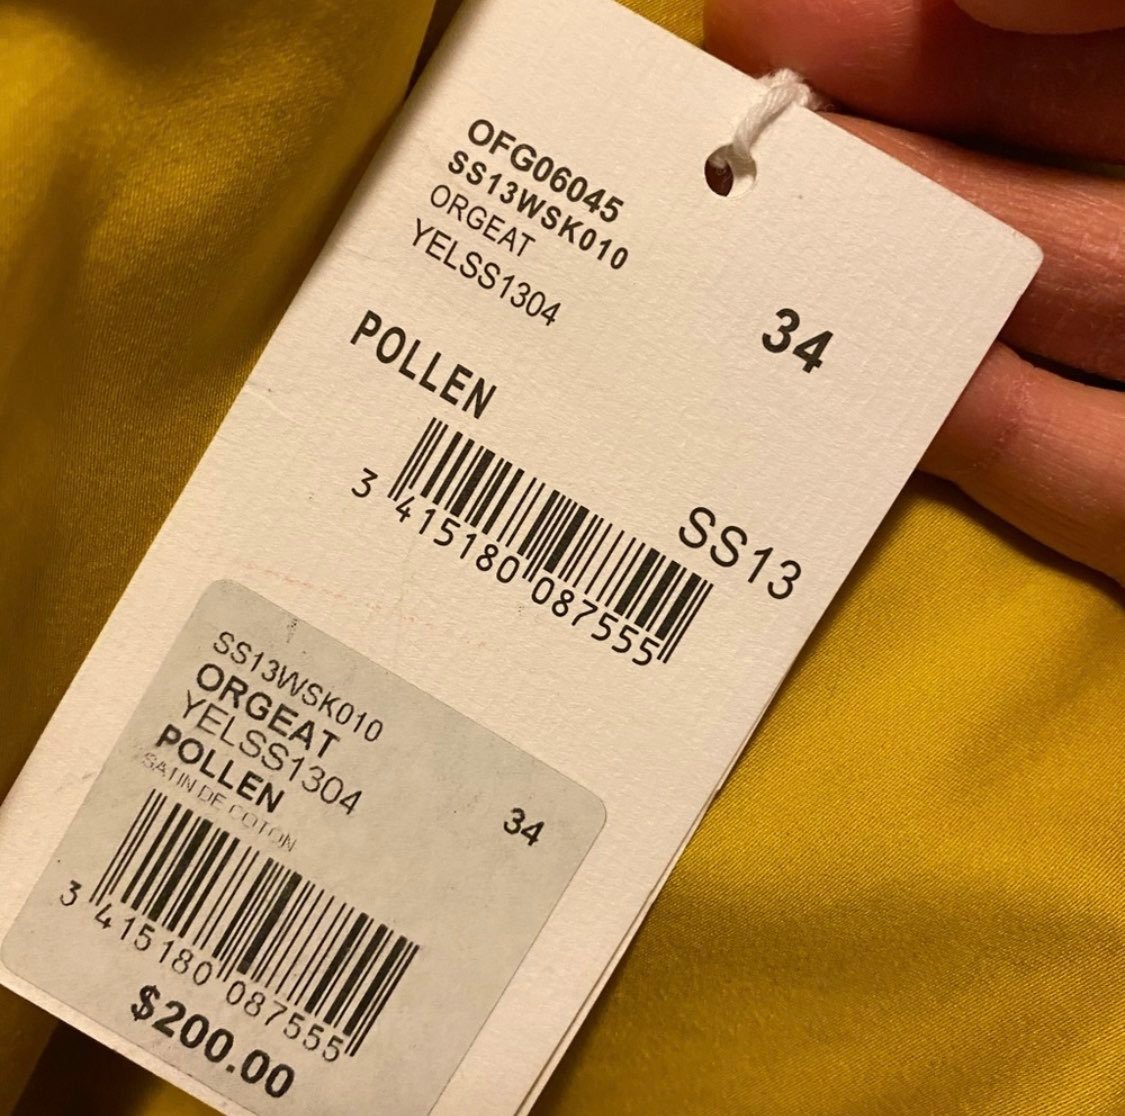 OFG06045
SS13WSK010
ORGEAT
YELSS1304
34
POLLEN
SS13
3 415180 087555
SS13WSK010
ORGEAT
YELSS1304
POLLEN
SATIN DE COTON
34
3 415180 087555
$200.00